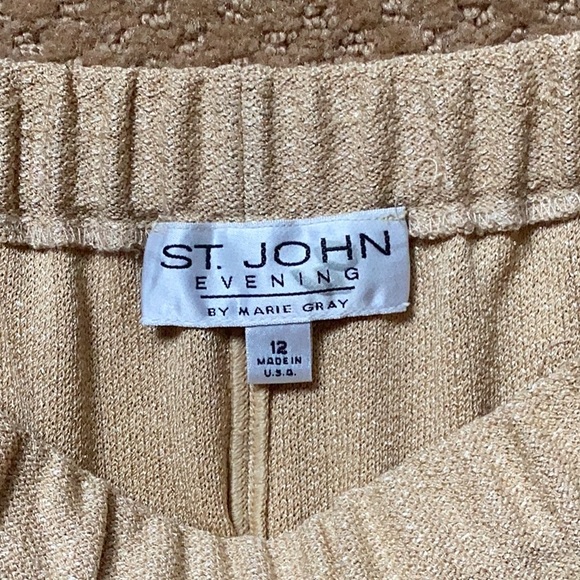 ST. JOHN
EVENING
BY MARIE GRAY
12
MADE IN
U.S.A.